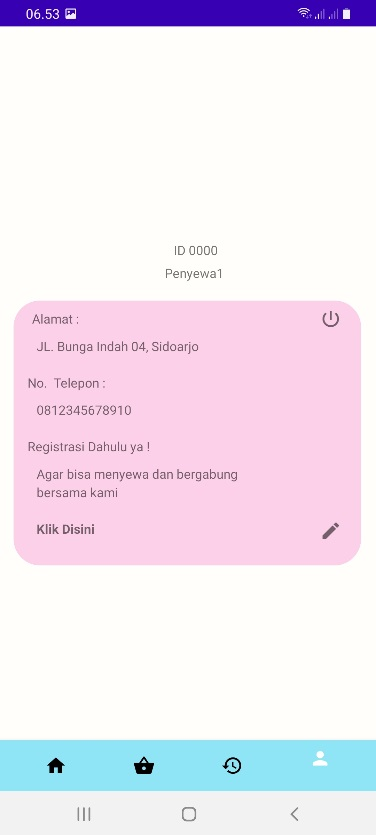 06.53
ID 0000
Penyewa1
Alamat :
JL. Bunga Indah 04, Sidoarjo
No.  Telepon :
0812345678910
Registrasi Dahulu ya !
Agar bisa menyewa dan bergabung
bersama kami
Klik Disini